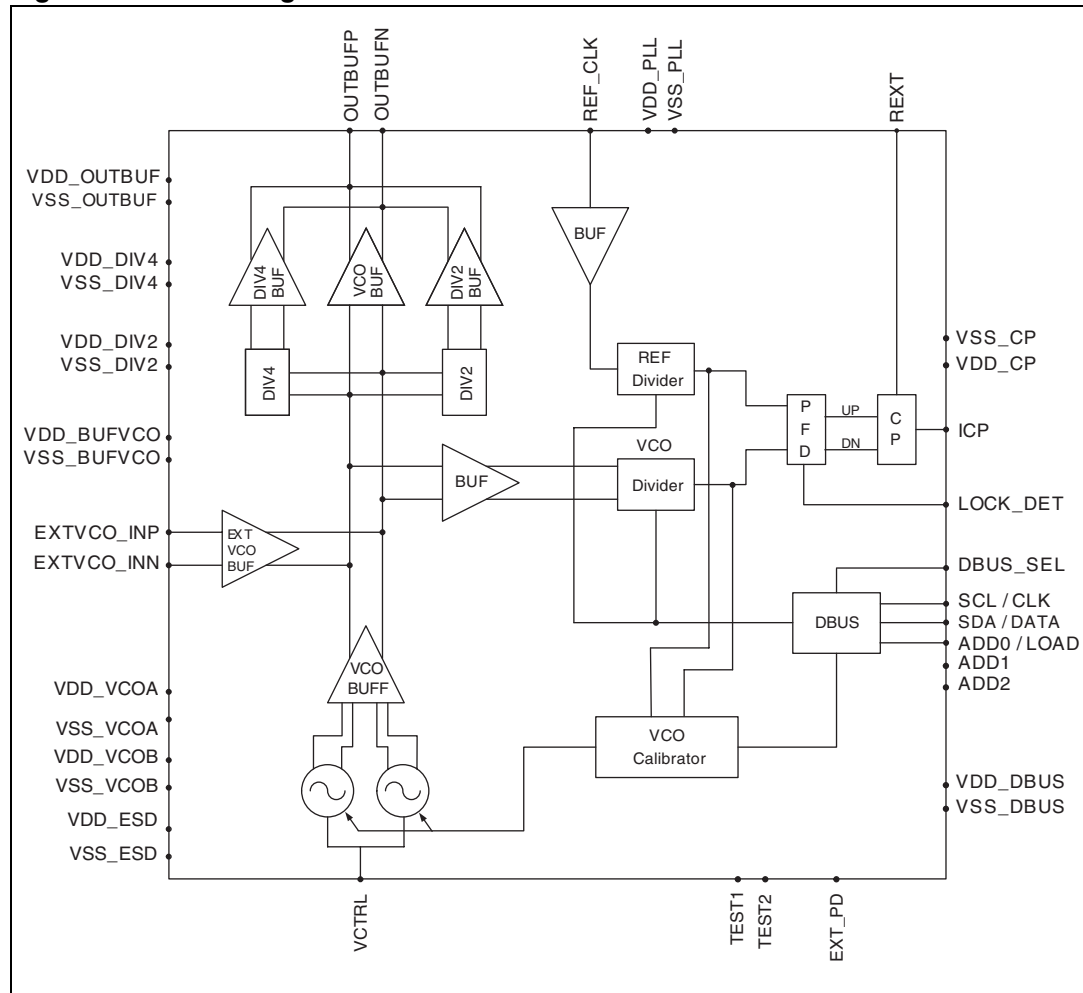 OUTBUFP
OUTBUFN
REF_CLK
VDD_PLL
VSS_PLL
REXT
VDD_OUTBUF
VSS_OUTBUF
VDD_DIV4
VSS_DIV4
VDD_DIV2
VSS_DIV2
VDD_BUFVCO
VSS_BUFVCO
EXTVCO_INP
EXTVCO_INN
VDD_VCOA
VSS_VCOA
VDD_VCOB
VSS_VCOB
VDD_ESD
VSS_ESD
DIV4
BUF
VCO
BUF
DIV2
BUF
DIV4
DIV2
BUF
REF
Divider
VCO
Divider
BUF
EXT
VCO
BUF
VCO
BUFF
PFD
UP
DN
CP
DBUS
VCO
Calibrator
VSS_CP
VDD_CP
ICP
LOCK_DET
DBUS_SEL
SCL / CLK
SDA / DATA
ADD0 / LOAD
ADD1
ADD2
VDD_DBUS
VSS_DBUS
VCTRL
TEST1
TEST2
EXT_PD